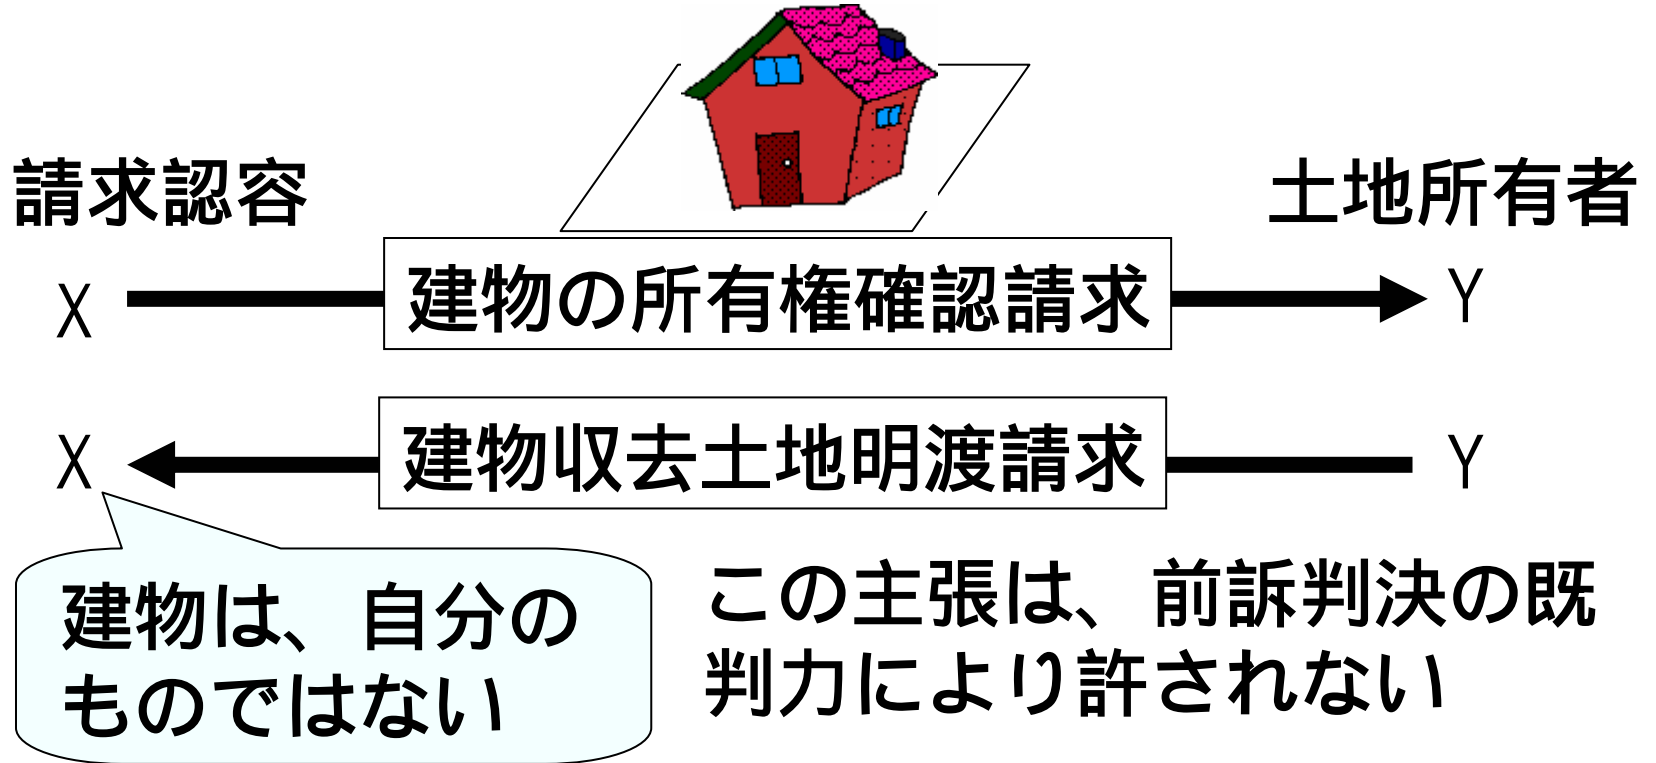 請求認容
土地所有者
X
建物の所有権確認請求
Y
X
建物収去土地明渡請求
Y
建物は、自分の
ものではない
この主張は、前訴判決の既
判力により許されない